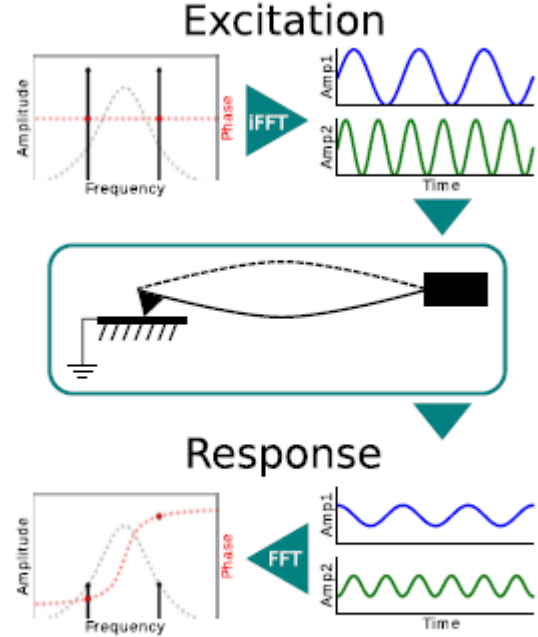 Excitation
Amplitude
Phase
Frequency
iFFT
Amp1
Amp2
Time
Response
Amplitude
Phase
Frequency
FFT
Amp1
Amp2
Time